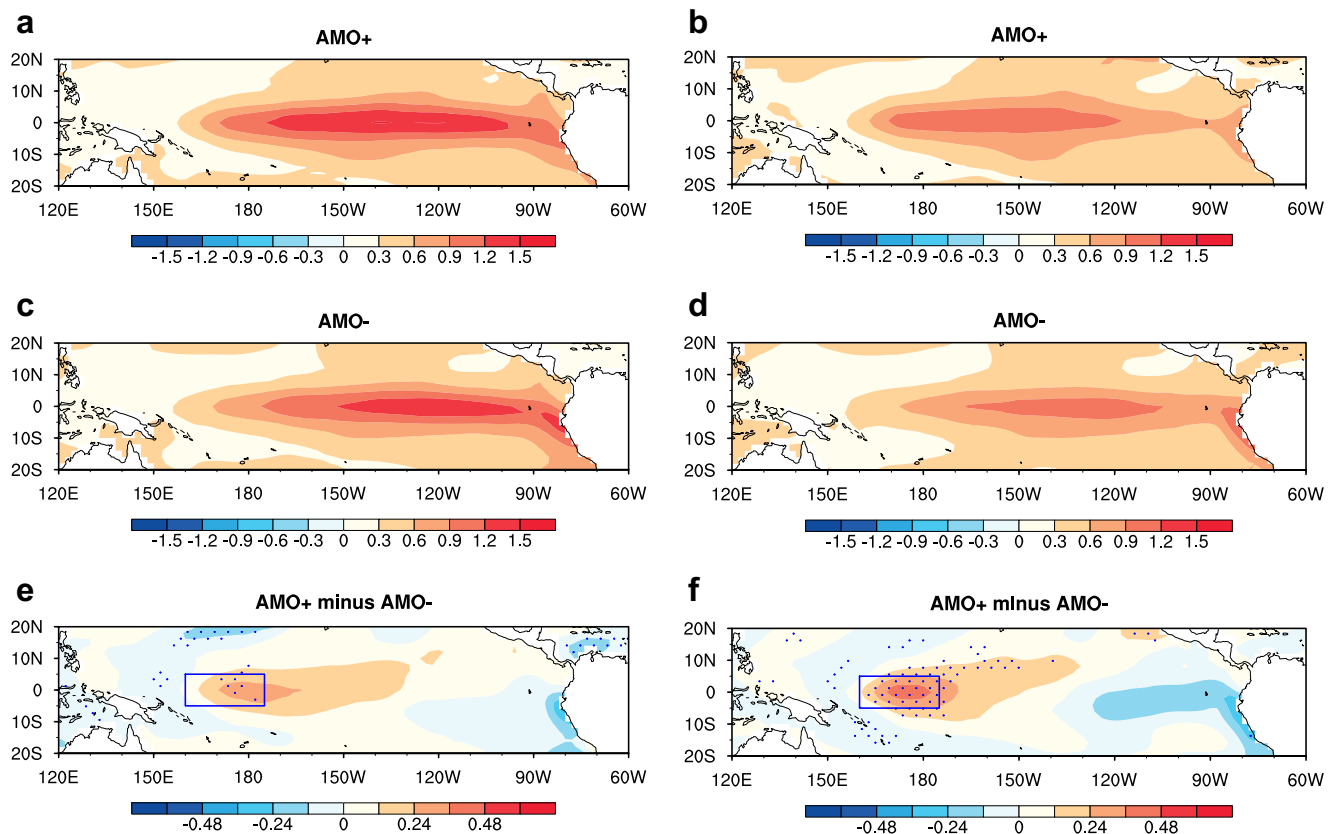 a
AMO+
20N
10N
0
10S
20S
120E 150E 180 150W 120W 90W 60W
-1.5 -1.2 -0.9 -0.6 -0.3 0 0.3 0.6 0.9 1.2 1.5
b
AMO+
20N
10N
0
10S
20S
120E 150E 180 150W 120W 90W 60W
-1.5 -1.2 -0.9 -0.6 -0.3 0 0.3 0.6 0.9 1.2 1.5
c
AMO-
20N
10N
0
10S
20S
120E 150E 180 150W 120W 90W 60W
-1.5 -1.2 -0.9 -0.6 -0.3 0 0.3 0.6 0.9 1.2 1.5
d
AMO-
20N
10N
0
10S
20S
120E 150E 180 150W 120W 90W 60W
-1.5 -1.2 -0.9 -0.6 -0.3 0 0.3 0.6 0.9 1.2 1.5
e
AMO+ minus AMO-
20N
10N
0
10S
20S
120E 150E 180 150W 120W 90W 60W
-0.48 -0.24 0 0.24 0.48
f
AMO+ mInus AMO-
20N
10N
0
10S
20S
120E 150E 180 150W 120W 90W 60W
-0.48 -0.24 0 0.24 0.48